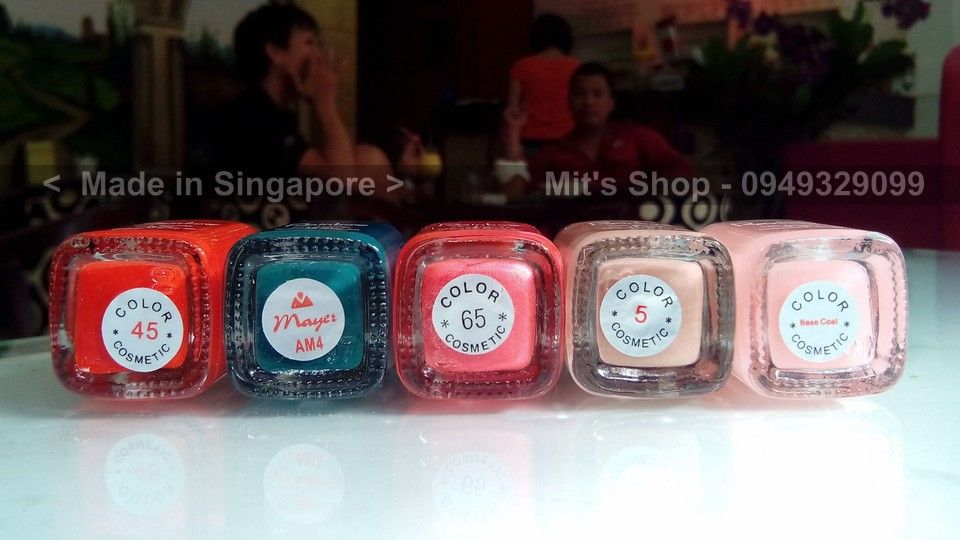 < Made in Singapore >
Mit's Shop - 0949329099
COLOR
* 45 *
COSMETIC
Mayer
AM4
COLOR
* 65 *
COSMETIC
COLOR
* 5 *
COSMETIC
COLOR
* Base Coat *
COSMETIC